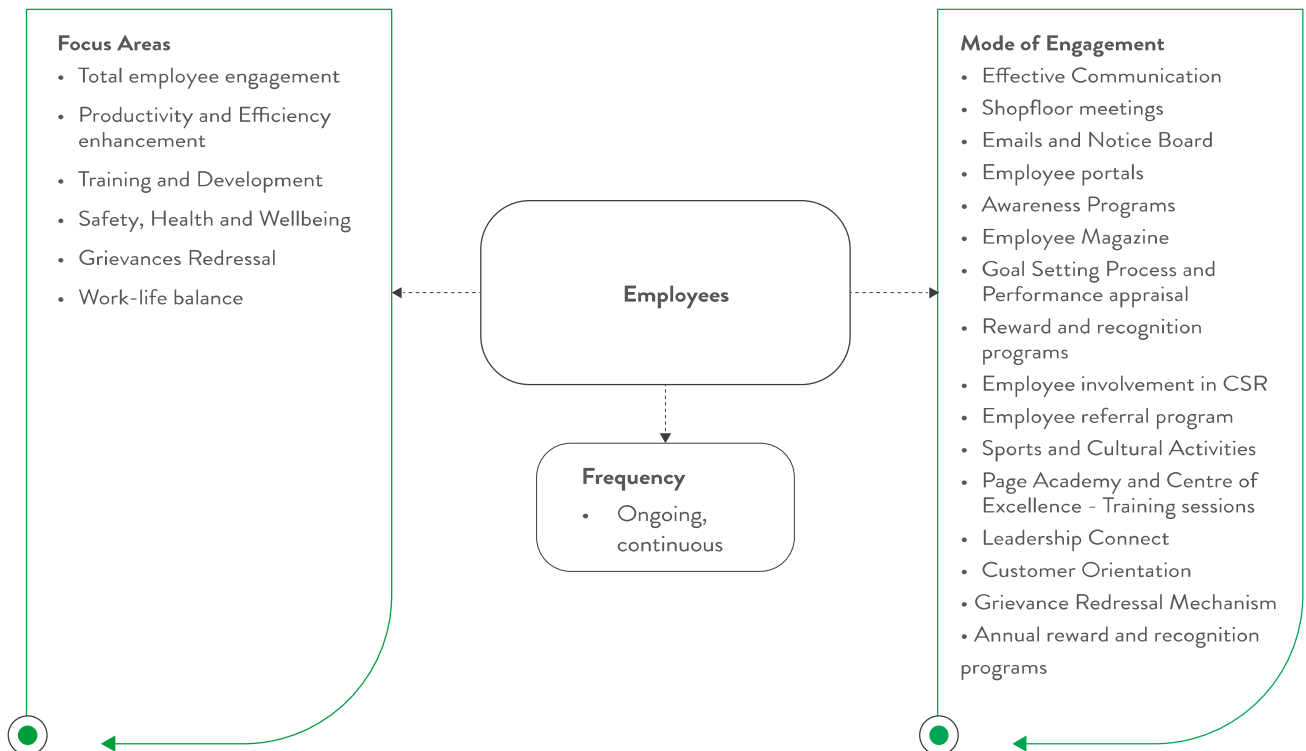 Focus Areas
• Total employee engagement
• Productivity and Efficiency
enhancement
• Training and Development
• Safety, Health and Wellbeing
• Grievances Redressal
• Work-life balance
Employees
Frequency
• Ongoing,
continuous
Mode of Engagement
• Effective Communication
• Shopfloor meetings
• Emails and Notice Board
• Employee portals
• Awareness Programs
• Employee Magazine
• Goal Setting Process and
Performance appraisal
• Reward and recognition
programs
• Employee involvement in CSR
• Employee referral program
• Sports and Cultural Activities
• Page Academy and Centre of
Excellence - Training sessions
• Leadership Connect
• Customer Orientation
• Grievance Redressal Mechanism
• Annual reward and recognition
programs